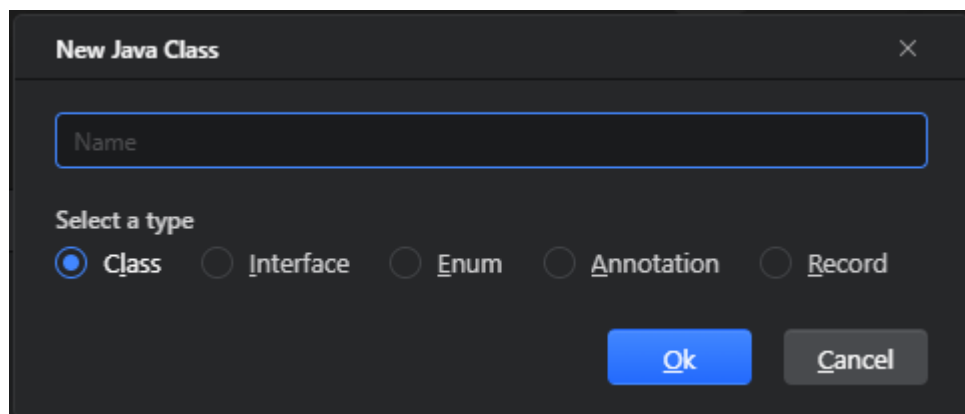 New Java Class
Name
Select a type
Class Interface Enum Annotation Record
Ok Cancel